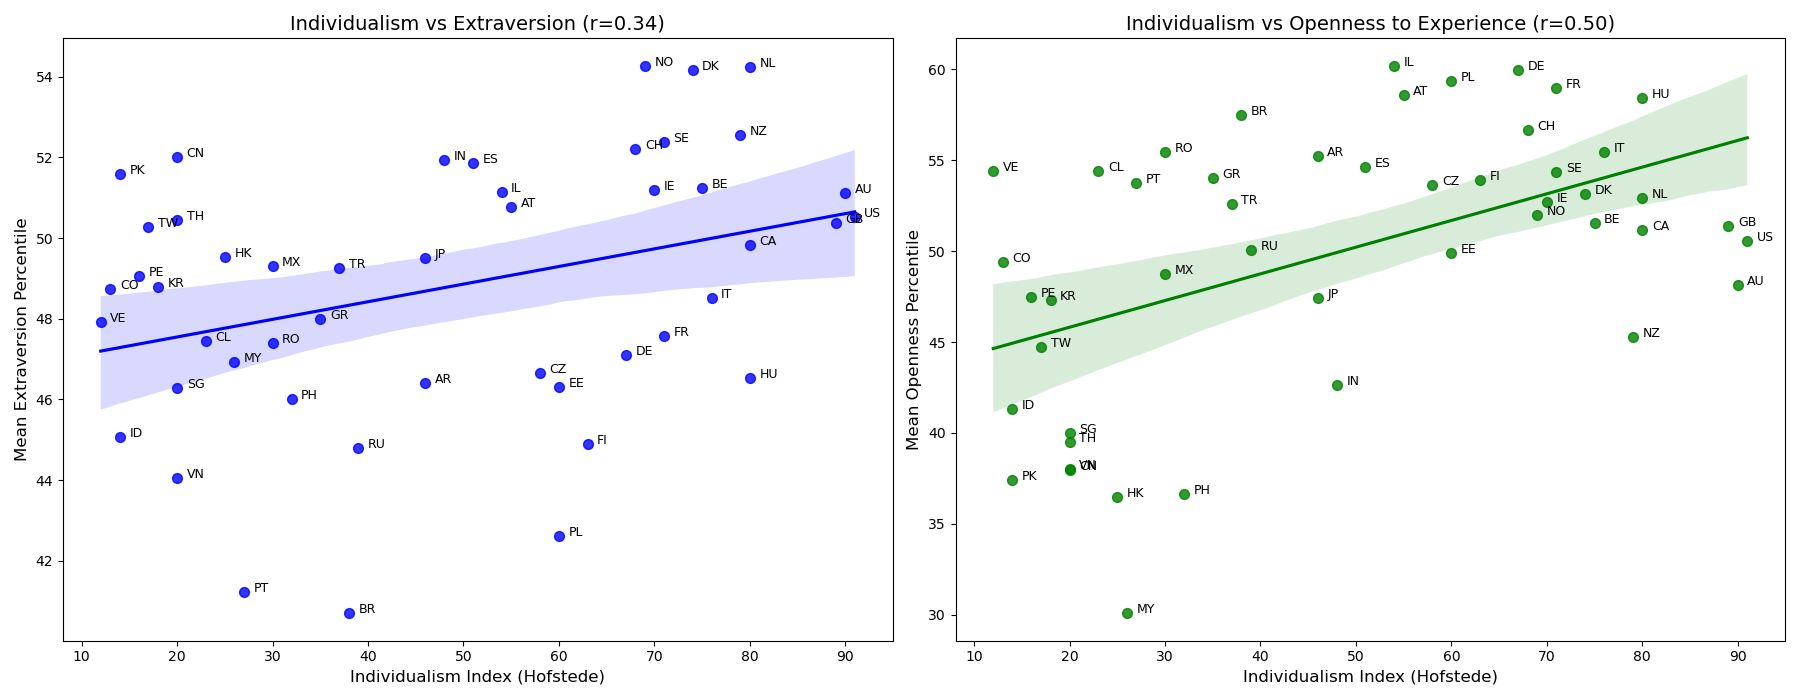 Individualism vs Extraversion (r=0.34)
Mean Extraversion Percentile
54
52
50
48
46
44
42
NO
DK
NL
NZ
SE
CH
CN
IN
ES
PK
IL
IE
BE
AU
AT
US
TH
GB
TW
CA
HK
JP
MX
TR
PE
CO
KR
IT
VE
GR
FR
CL
RO
DE
MY
CZ
HU
AR
EE
SG
PH
ID
FI
RU
VN
PL
PT
BR
10 20 30 40 50 60 70 80 90
Individualism Index (Hofstede)
Individualism vs Openness to Experience (r=0.50)
Mean Openness Percentile
60
55
50
45
40
35
30
IL
DE
PL
FR
AT
HU
BR
CH
RO
IT
AR
ES
VE
CL
SE
GR
FI
PT
CZ
DK
NL
IE
TR
NO
BE
GB
CA
US
RU
EE
CO
MX
AU
PE
KR
JP
NZ
TW
IN
ID
SG
TH
VN
CN
PK
HK
PH
MY
10 20 30 40 50 60 70 80 90
Individualism Index (Hofstede)